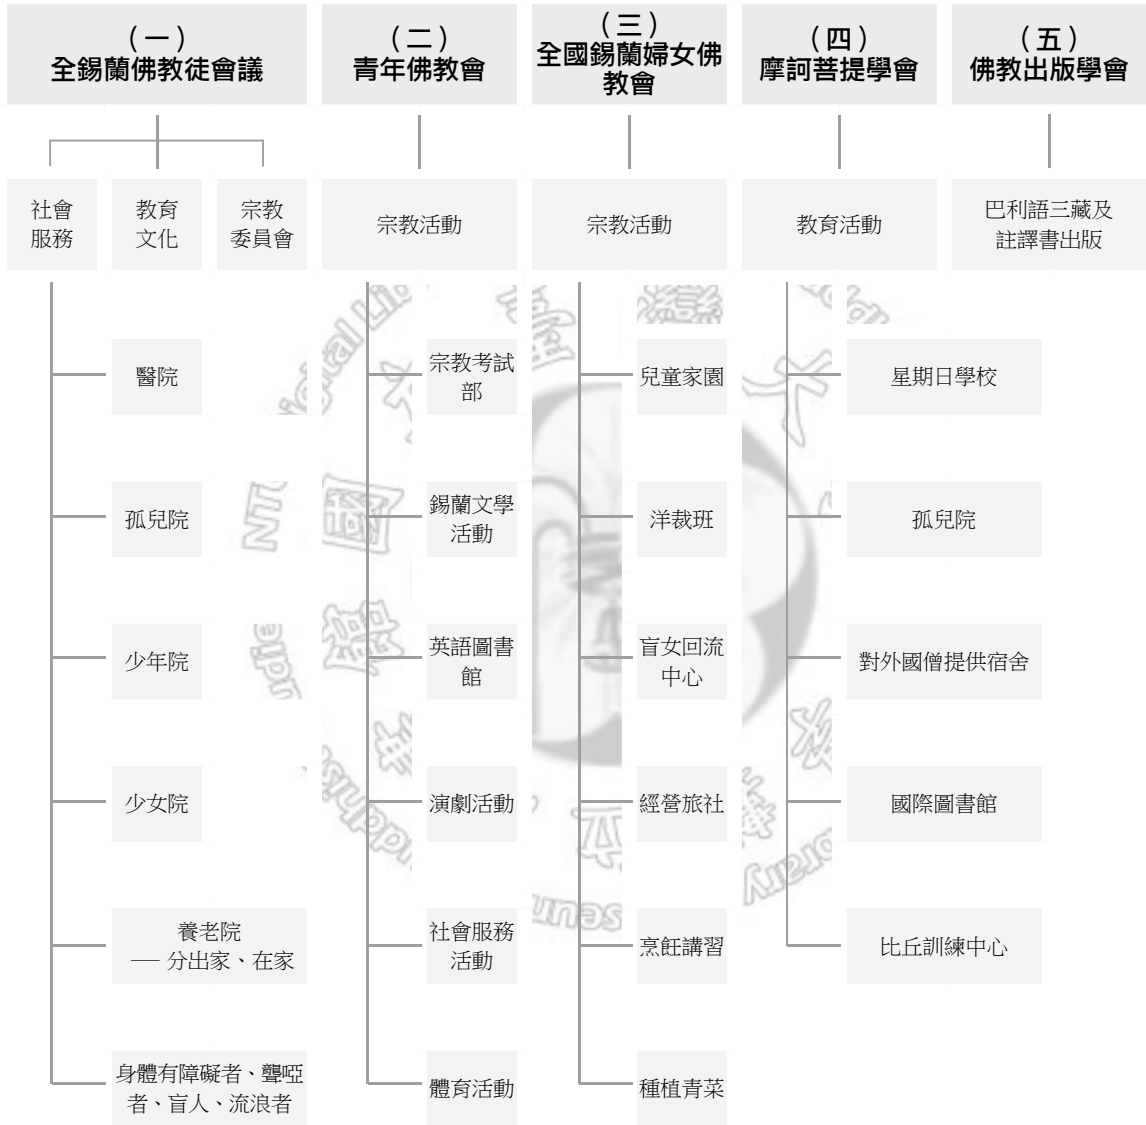 （一）
全錫蘭佛教徒會議
（二）
青年佛教會
（三）
全國錫蘭婦女佛
教會
（四）
摩訶菩提學會
（五）
佛教出版學會
社會
服務
教育
文化
宗教
委員會
宗教活動
宗教活動
教育活動
巴利語三藏及
註譯書出版
醫院
孤兒院
少年院
少女院
養老院
— 分出家、在家
身體有障礙者、聾啞
者、盲人、流浪者
宗教考試
部
錫蘭文學
活動
英語圖書
館
演劇活動
社會服務
活動
體育活動
兒童家園
洋裁班
盲女回流
中心
經營旅社
烹飪講習
種植青菜
星期日學校
孤兒院
對外國僧提供宿舍
國際圖書館
比丘訓練中心